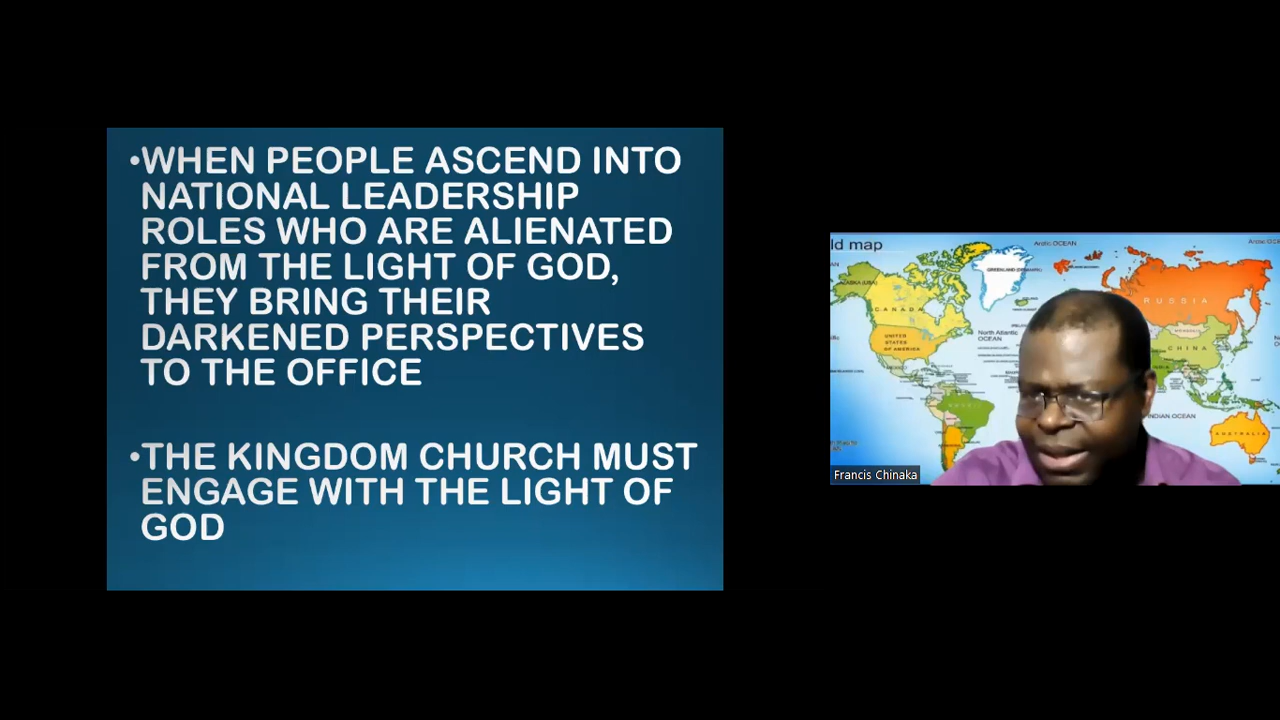 •WHEN PEOPLE ASCEND INTO
NATIONAL LEADERSHIP
ROLES WHO ARE ALIENATED
FROM THE LIGHT OF GOD,
THEY BRING THEIR
DARKENED PERSPECTIVES
TO THE OFFICE
•THE KINGDOM CHURCH MUST
ENGAGE WITH THE LIGHT OF
GOD
ld map
Arctic OCEAN
GREENLAND
CANADA
RUSSIA
North Atlantic
OCEAN
UNITED
STATES
OF AMERICA
CHINA
BRAZIL
INDIAN OCEAN
AUSTRALIA
Francis Chinaka